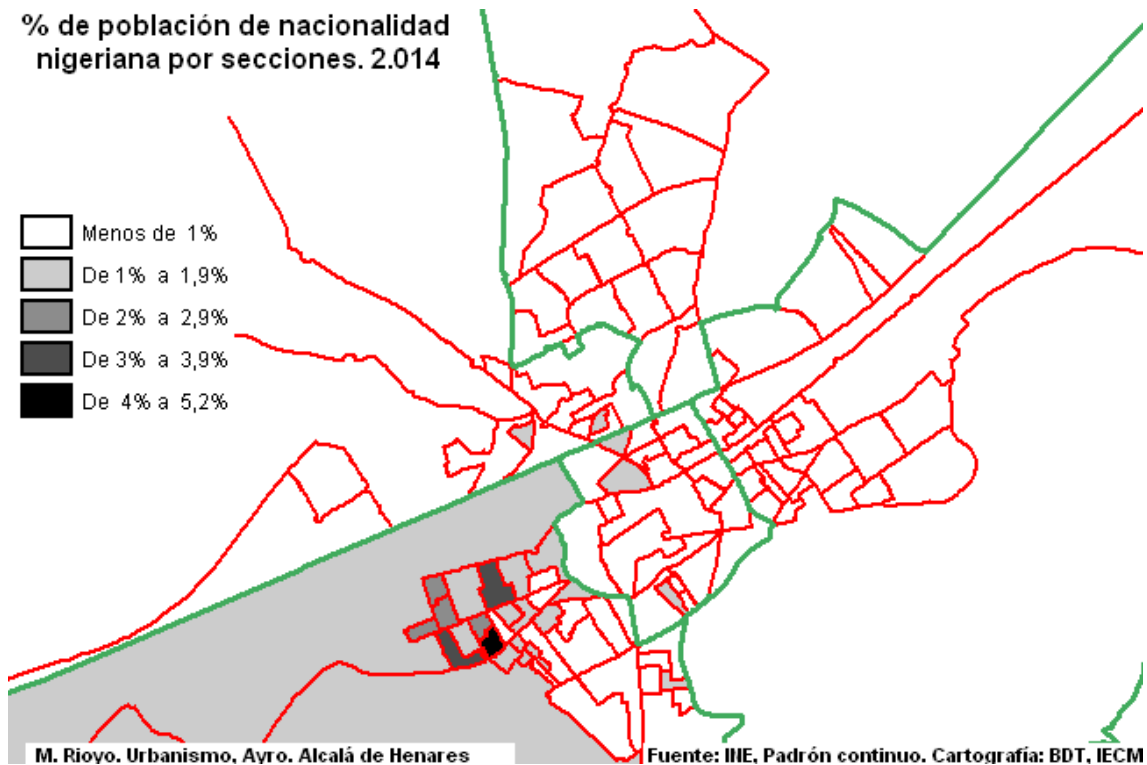 % de población de nacionalidad
nigeriana por secciones. 2.014
Menos de 1%
De 1% a 1,9%
De 2% a 2,9%
De 3% a 3,9%
De 4% a 5,2%
M. Rioyo. Urbanismo, Ayro. Alcalá de Henares
Fuente: INE, Padrón continuo. Cartografía: BDT, IECM